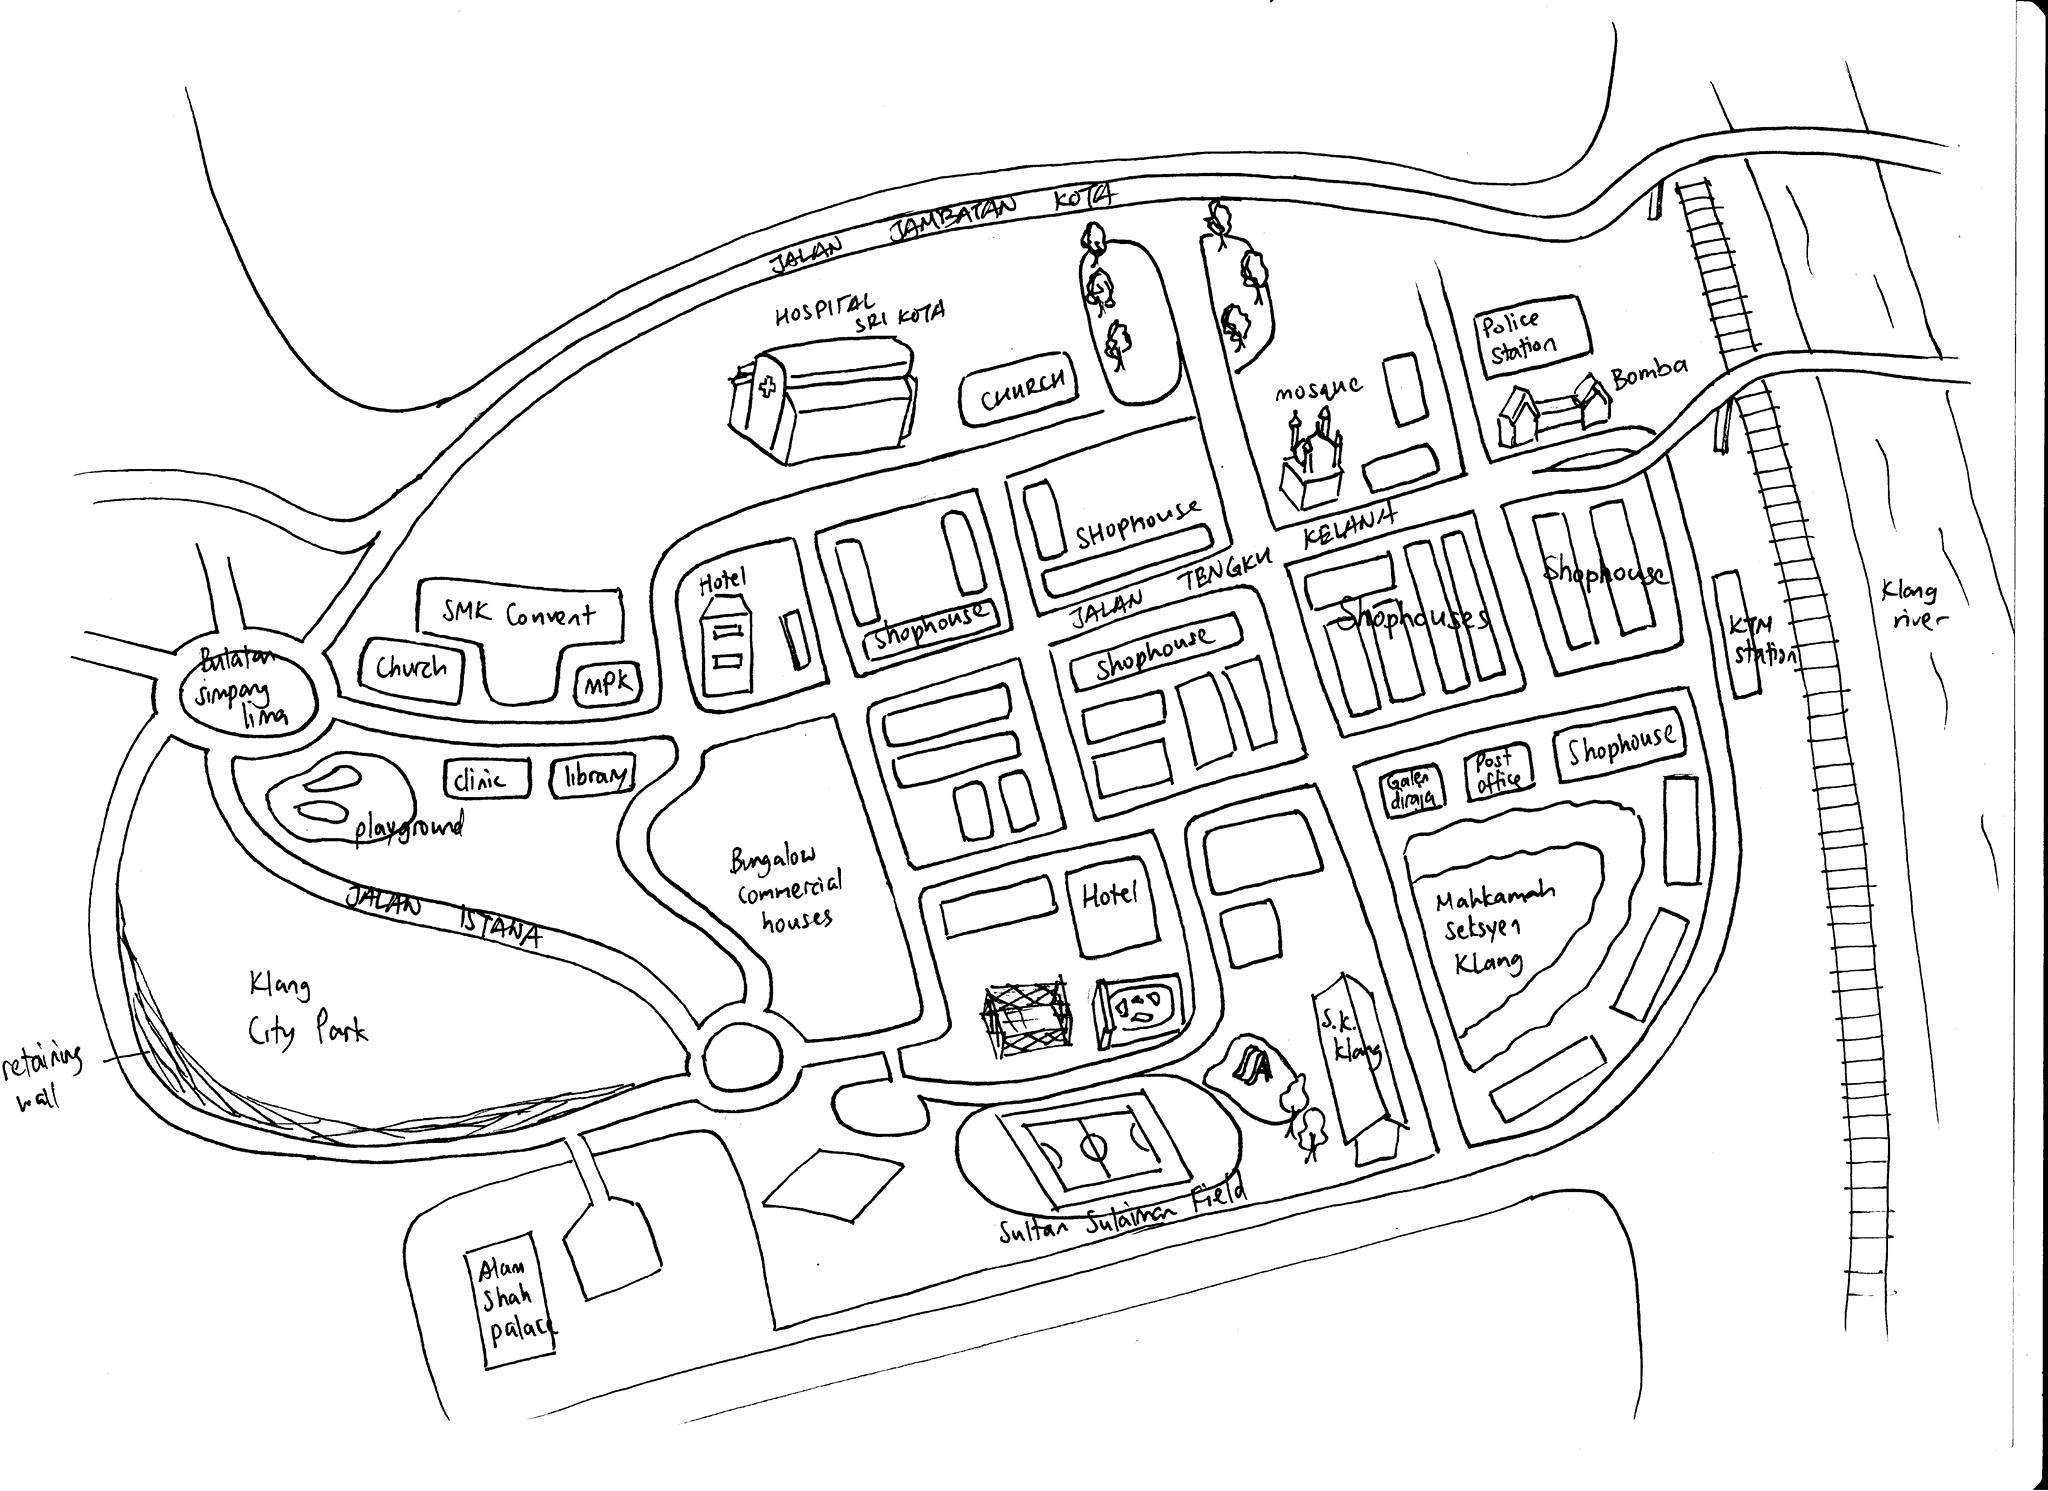 JALAN JAMBATAN KOTA
HOSPITAL
SRI KOTA
CHURCH
mosque
Police
Station
Bomba
SHophouse
JALAN TENGKU KELANA
Hotel
Shophouse
Shophouse
Shophouses
Shophouse
KTM
station
Klang
river
SMK Convent
Church
MPK
Bulatan
simpang
lima
clinic
library
playground
JALAN ISTANA
Bungalow
commercial
houses
Hotel
Galeri
diraja
Post
office
Shophouse
Mahkamah
Seksyen
Klang
Klang
City Park
retaining
wall
S.K.
Klang
Sultan Sulaiman Field
Alam
Shah
palace